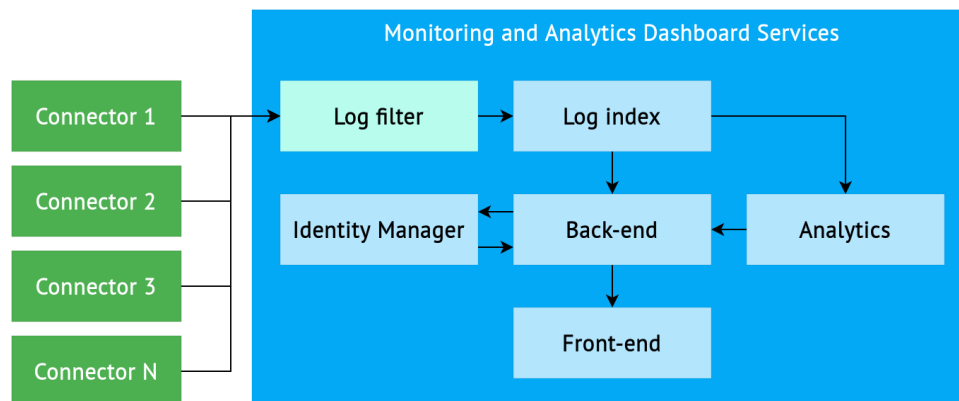 Monitoring and Analytics Dashboard Services
Connector 1
Log filter
Log index
Connector 2
Identity Manager
Back-end
Analytics
Connector 3
Front-end
Connector N